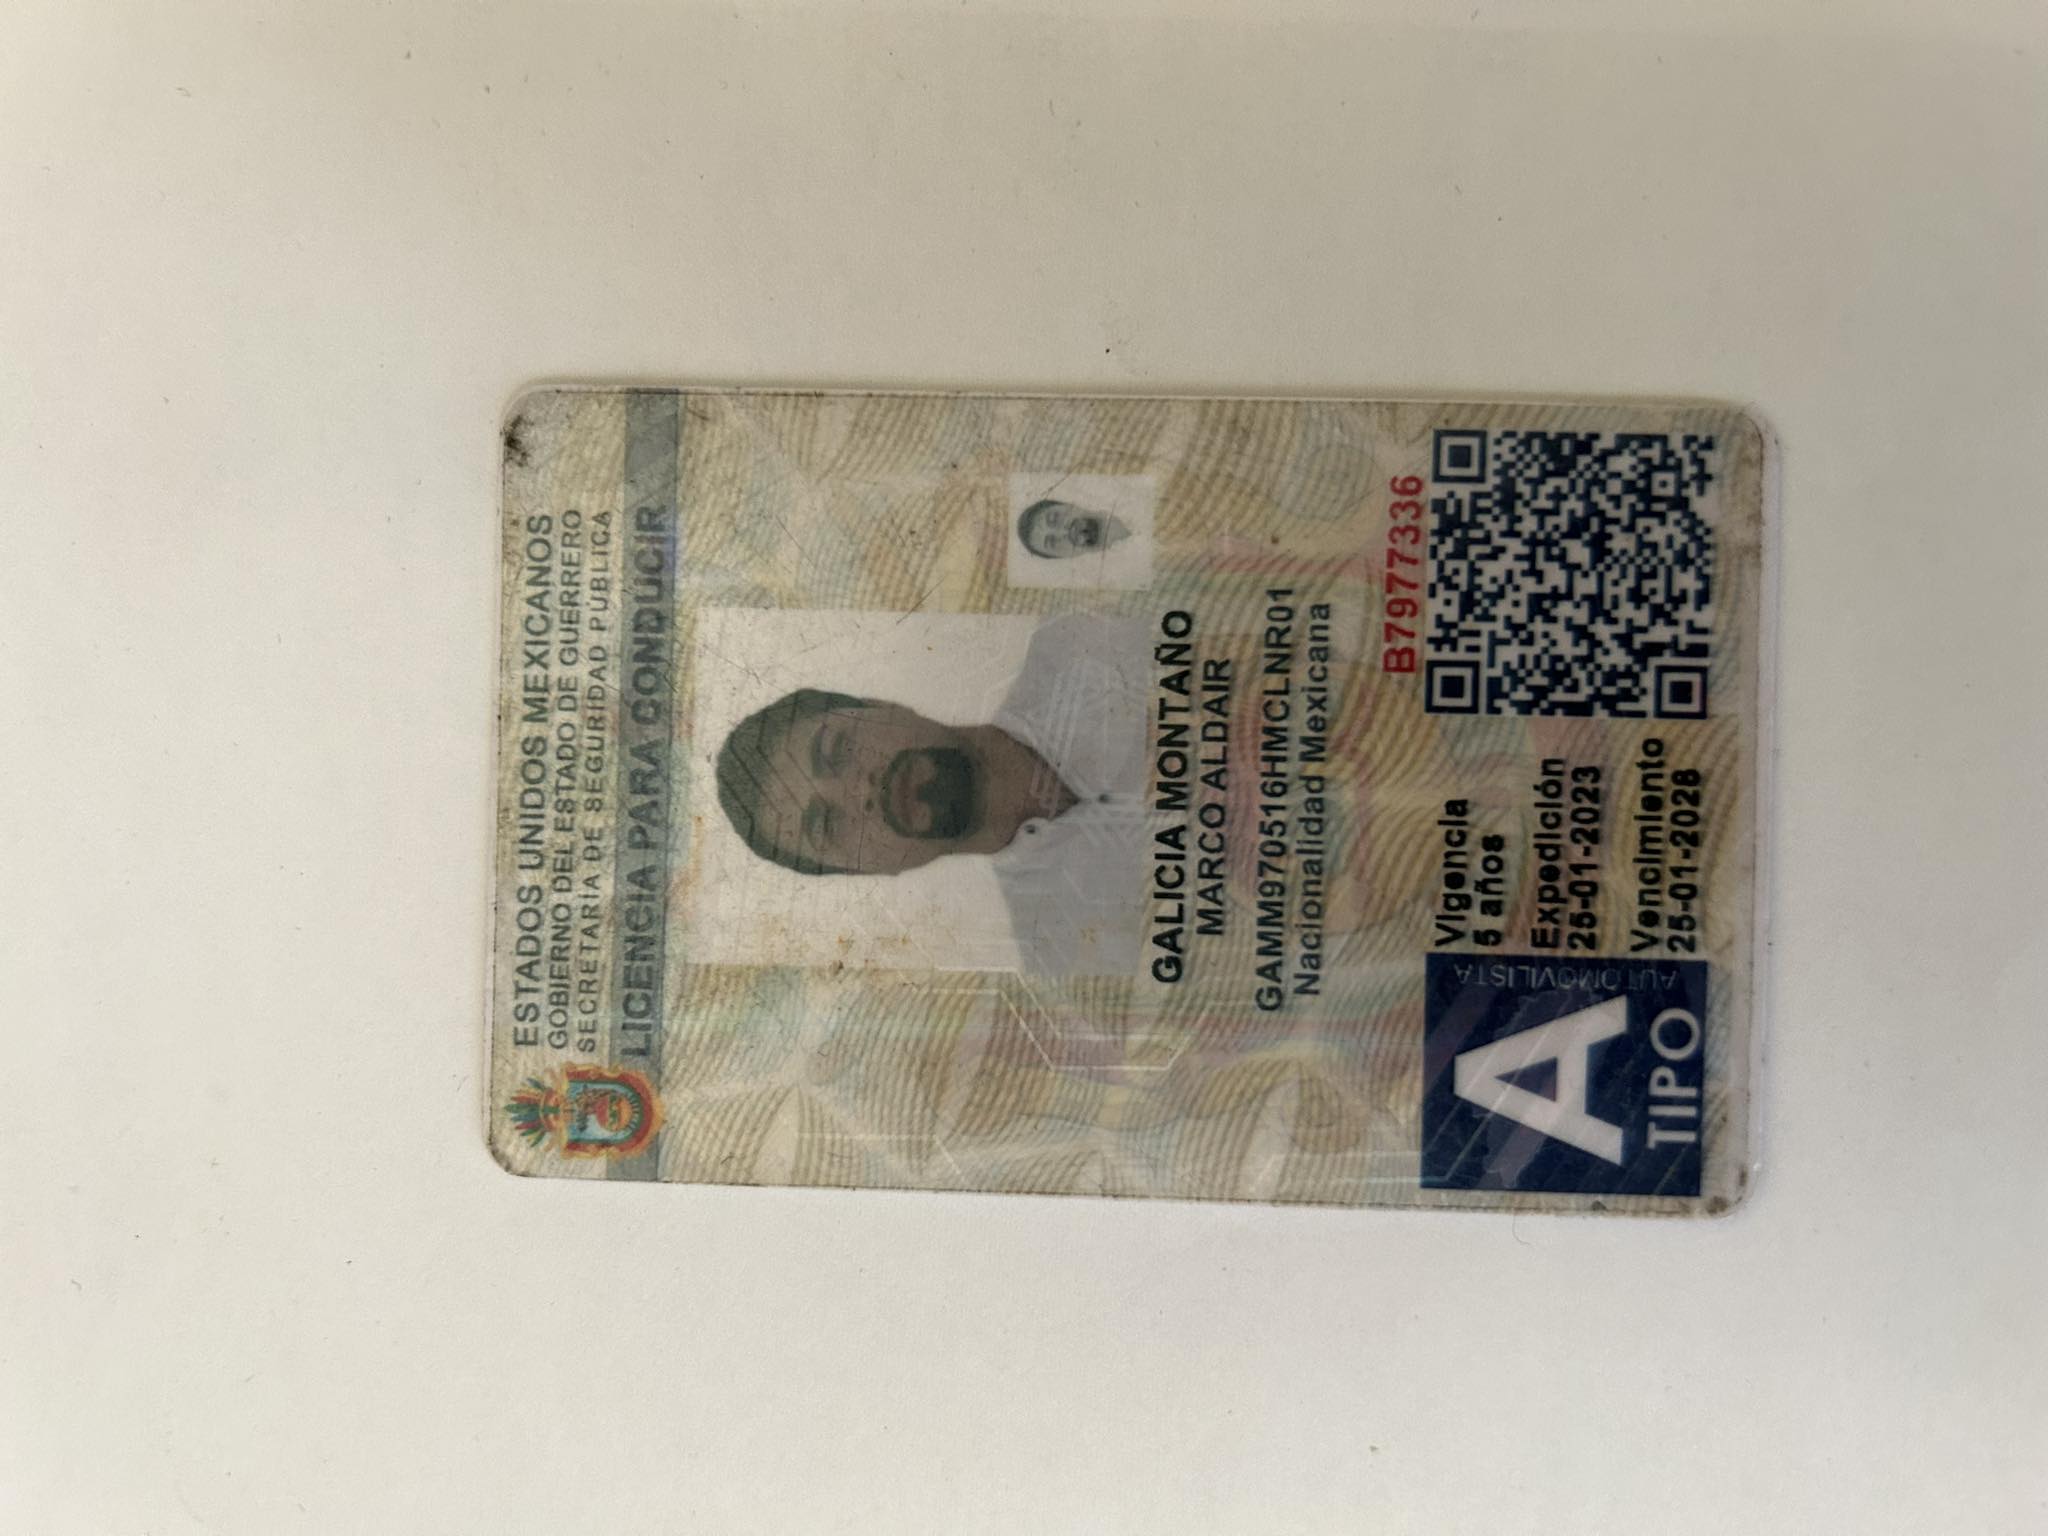 ESTADOS UNIDOS MEXICANOS
GOBIERNO DEL ESTADO DE GUERRERO
SECRETARÍA DE SEGURIDAD PÚBLICA
LICENCIA PARA CONDUCIR
GALICIA MONTAÑO
MARCO ALDAIR
GAMM970516HMCLNR01
Nacionalidad Mexicana
B7977336
A
TIPO
AUTOMOVILISTA
Vigencia
5 años
Expedición
25-01-2023
Vencimiento
25-01-2028